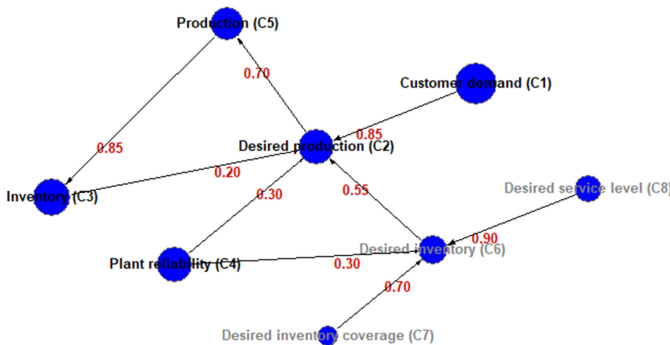 Production (C5)
0.70
Customer demand (C1)
0.85
Desired production (C2)
0.85
0.20
Inventory (C3)
0.30
0.55
Desired service level (C8)
0.90
Desired inventory (C6)
Plant reliability (C4)
0.30
0.70
Desired inventory coverage (C7)